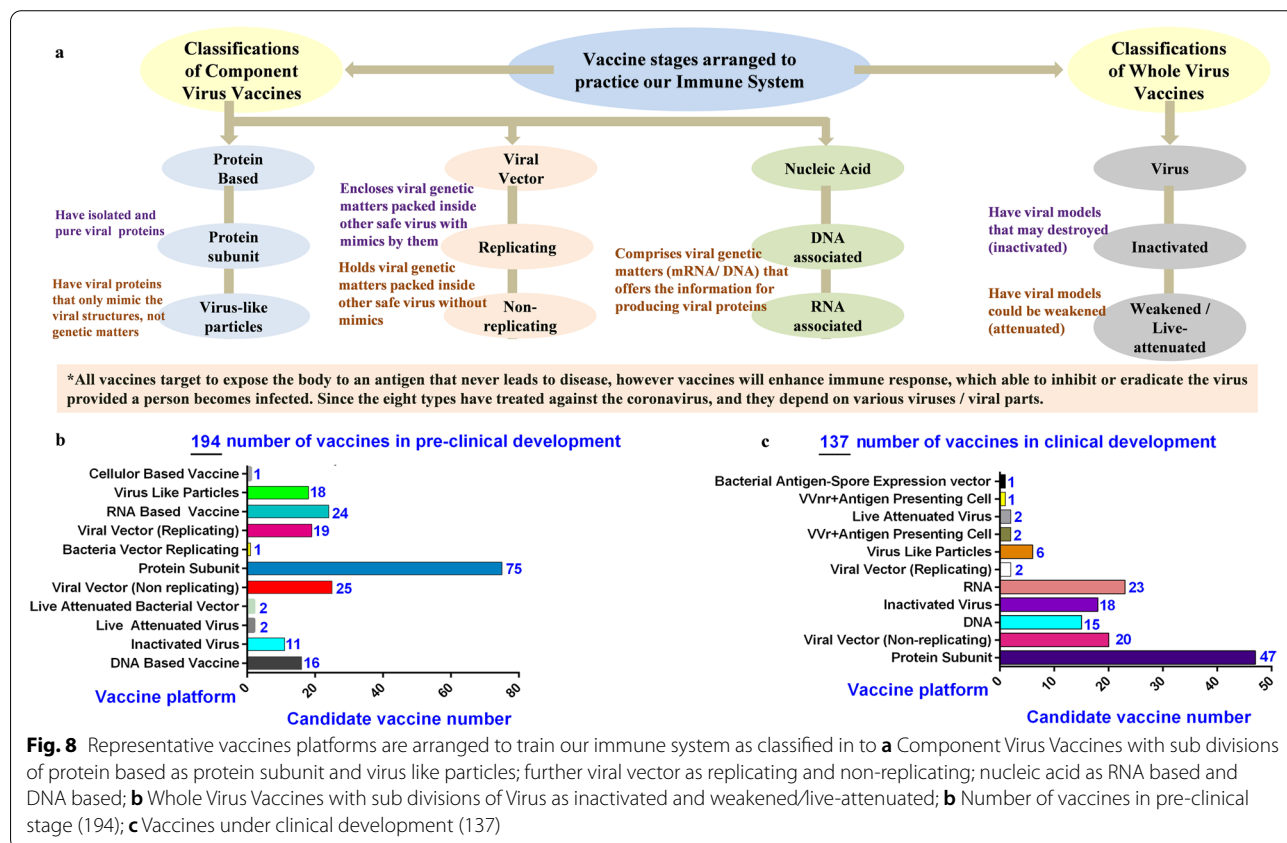 a
Classifications
of Component
Virus Vaccines
Vaccine stages arranged to
practice our Immune System
Classifications
of Whole Virus
Vaccines
Protein
Based
Viral
Vector
Nucleic Acid
Virus
Have isolated and
pure viral proteins
Protein
subunit
Encloses viral genetic
matters packed inside
other safe virus with
mimics by them
Replicating
DNA
associated
Have viral models
that may destroyed
(inactivated)
Inactivated
Have viral proteins
that only mimic the
viral structures, not
genetic matters
Virus-like
particles
Holds viral genetic
matters packed inside
other safe virus without
mimics
Non-
replicating
Comprises viral genetic
matters (mRNA/ DNA) that
offers the information for
producing viral proteins
RNA
associated
Have viral models
could be weakened
(attenuated)
Weakened /
Live-
attenuated
*All vaccines target to expose the body to an antigen that never leads to disease, however vaccines will enhance immune response, which able to inhibit or eradicate the virus
provided a person becomes infected. Since the eight types have treated against the coronavirus, and they depend on various viruses / viral parts.
b
194 number of vaccines in pre-clinical development
Cellulor Based Vaccine 1
Virus Like Particles 18
RNA Based Vaccine 24
Viral Vector (Replicating) 19
Bacteria Vector Replicating 1
Protein Subunit 75
Viral Vector (Non replicating) 25
Live Attenuated Bacterial Vector 2
Live Attenuated Virus 2
Inactivated Virus 11
DNA Based Vaccine 16
0 20 40 60 80
Vaccine platform
Candidate vaccine number
c
137 number of vaccines in clinical development
Bacterial Antigen-Spore Expression vector 1
VVnr+Antigen Presenting Cell 1
Live Attenuated Virus 2
VVr+Antigen Presenting Cell 2
Virus Like Particles 6
Viral Vector (Replicating) 2
RNA 23
Inactivated Virus 18
DNA 15
Viral Vector (Non-replicating) 20
Protein Subunit 47
0 10 20 30 40 50
Vaccine platform
Candidate vaccine number
Fig. 8 Representative vaccines platforms are arranged to train our immune system as classified in to a Component Virus Vaccines with sub divisions
of protein based as protein subunit and virus like particles; further viral vector as replicating and non-replicating; nucleic acid as RNA based and
DNA based; b Whole Virus Vaccines with sub divisions of Virus as inactivated and weakened/live-attenuated; b Number of vaccines in pre-clinical
stage (194); c Vaccines under clinical development (137)